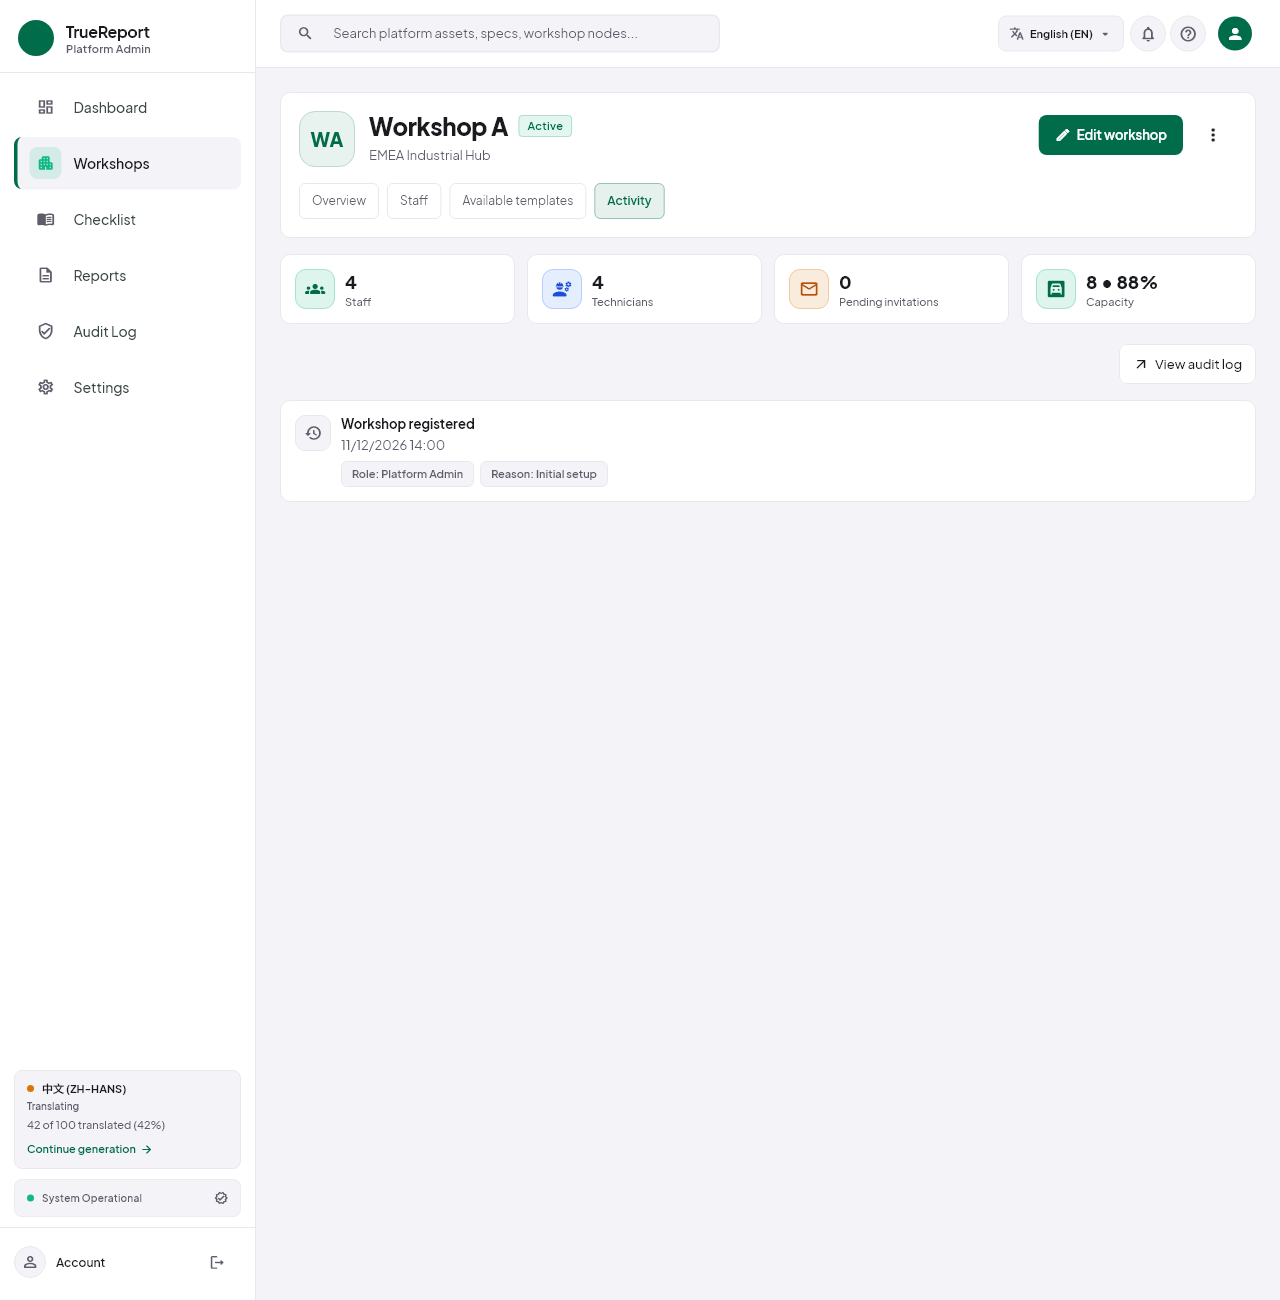 TrueReport
Platform Admin
Search platform assets, specs, workshop nodes...
English (EN)
Dashboard
Workshops
Checklist
Reports
Audit Log
Settings
WA
Workshop A
Active
EMEA Industrial Hub
Edit workshop
Overview
Staff
Available templates
Activity
4
Staff
4
Technicians
0
Pending invitations
8 • 88%
Capacity
View audit log
Workshop registered
11/12/2026 14:00
Role: Platform Admin
Reason: Initial setup
中文 (ZH-HANS)
Translating
42 of 100 translated (42%)
Continue generation →
System Operational
Account